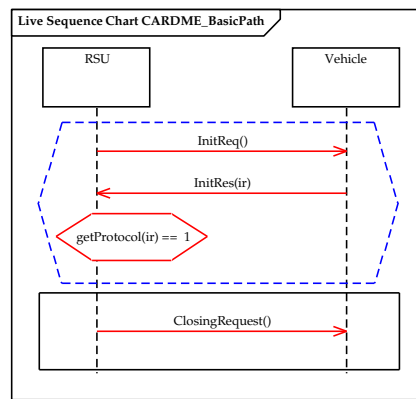 Live Sequence Chart CARDME_BasicPath
RSU
Vehicle
InitReq()
InitRes(ir)
getProtocol(ir) == 1
ClosingRequest()